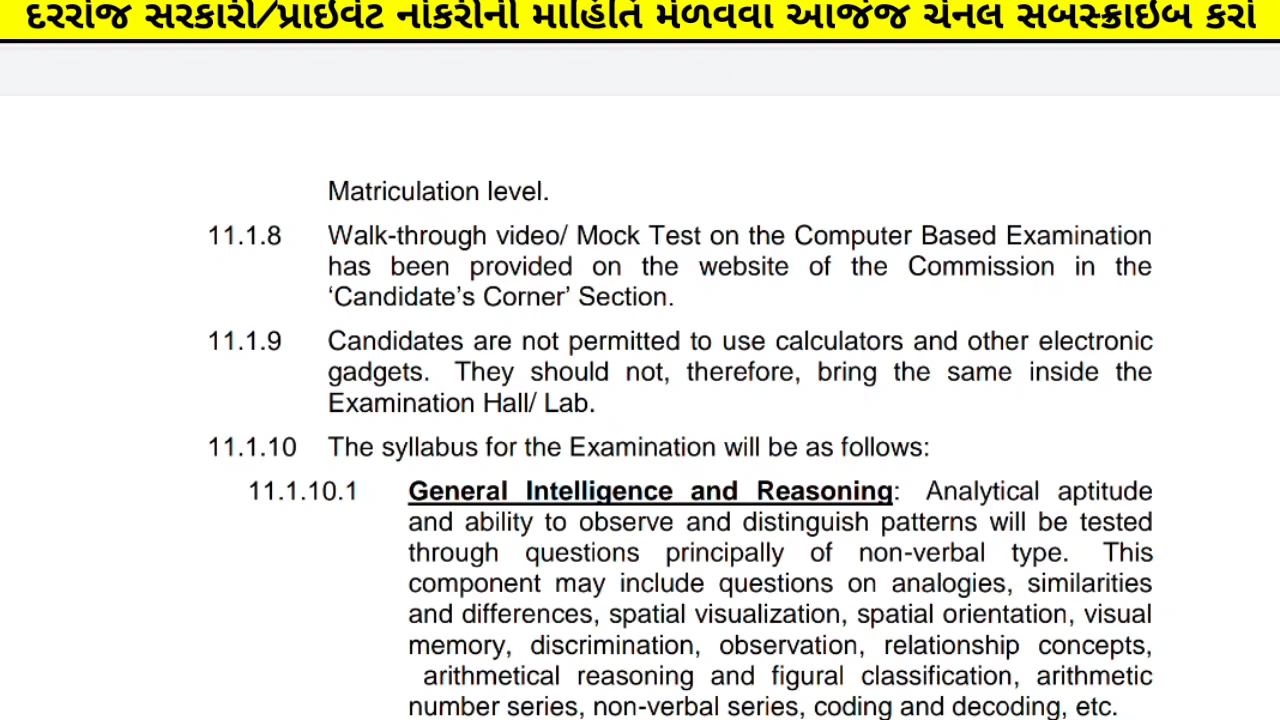 દરરોજ સરકારી/પ્રાઇવેટ નોકરીની માહિતિ મેળવવા આજેજ ચેનલ સબસ્ક્રાઇબ કરો
Matriculation level.
11.1.8 Walk-through video/ Mock Test on the Computer Based Examination
has been provided on the website of the Commission in the
‘Candidate’s Corner’ Section.
11.1.9 Candidates are not permitted to use calculators and other electronic
gadgets. They should not, therefore, bring the same inside the
Examination Hall/ Lab.
11.1.10 The syllabus for the Examination will be as follows:
11.1.10.1 General Intelligence and Reasoning: Analytical aptitude
and ability to observe and distinguish patterns will be tested
through questions principally of non-verbal type. This
component may include questions on analogies, similarities
and differences, spatial visualization, spatial orientation, visual
memory, discrimination, observation, relationship concepts,
arithmetical reasoning and figural classification, arithmetic
number series, non-verbal series, coding and decoding, etc.